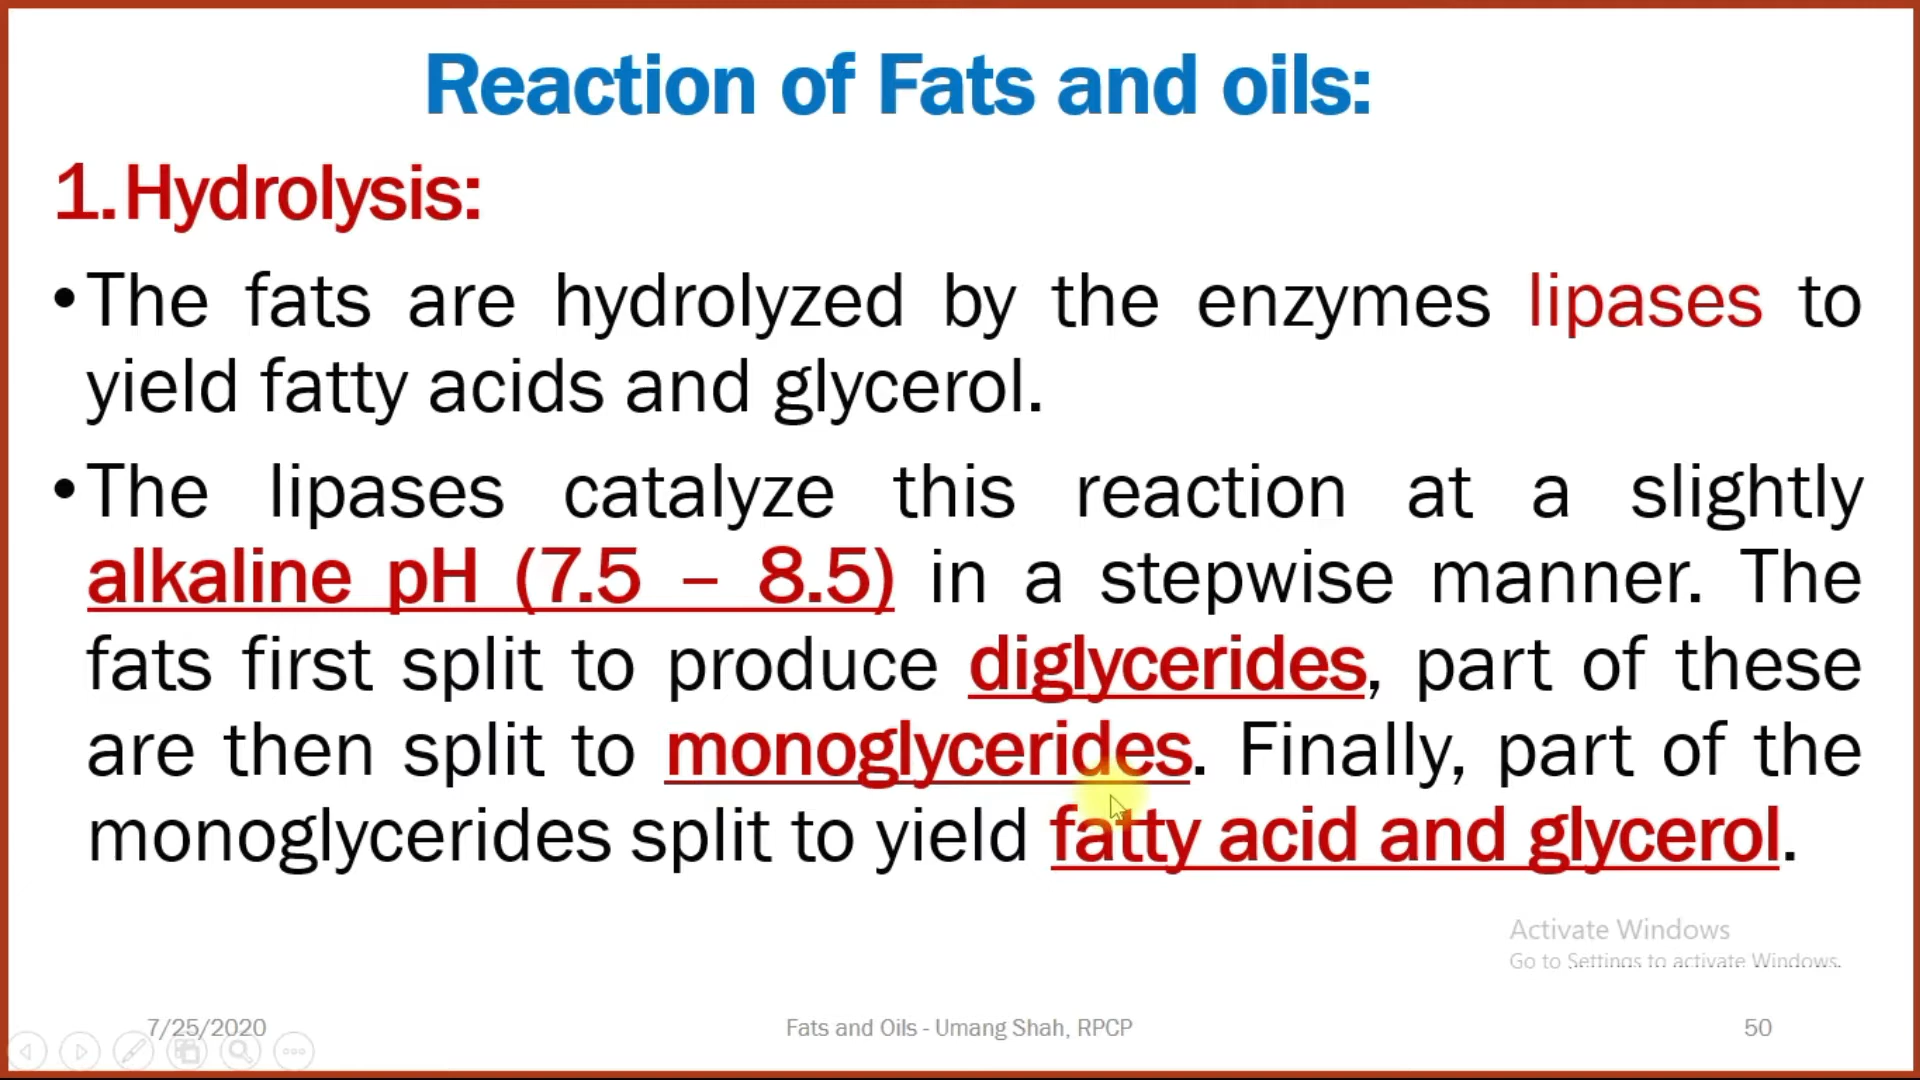 Reaction of Fats and oils:
1. Hydrolysis:
•The fats are hydrolyzed by the enzymes lipases to
yield fatty acids and glycerol.
•The lipases catalyze this reaction at a slightly
alkaline pH (7.5 – 8.5) in a stepwise manner. The
fats first split to produce diglycerides, part of these
are then split to monoglycerides. Finally, part of the
monoglycerides split to yield fatty acid and glycerol.
Activate Windows
Go to Settings to activate Windows.
7/25/2020
Fats and Oils - Umang Shah, RPCP
50